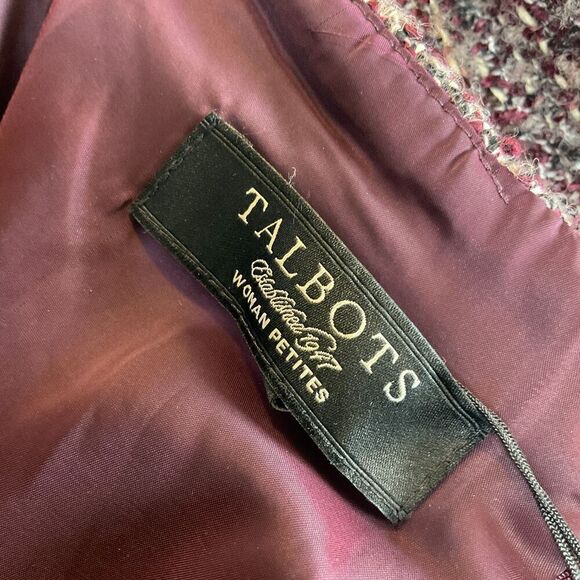 TALBOTS
Established 1947
WOMAN PETITES